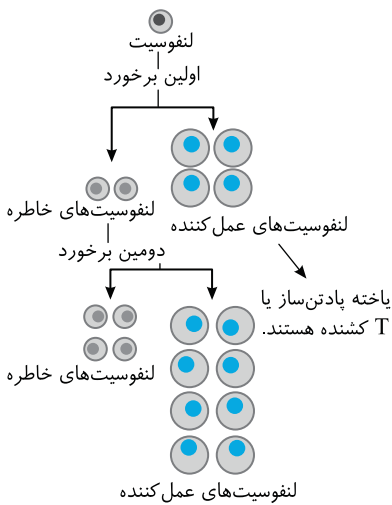 لنفوسیت
اولین برخورد
لنفوسیت‌های عمل‌کننده
لنفوسیت‌های خاطره
دومین برخورد
یاخته پادتن‌ساز یا
T کشنده هستند.
لنفوسیت‌های خاطره
لنفوسیت‌های عمل‌کننده